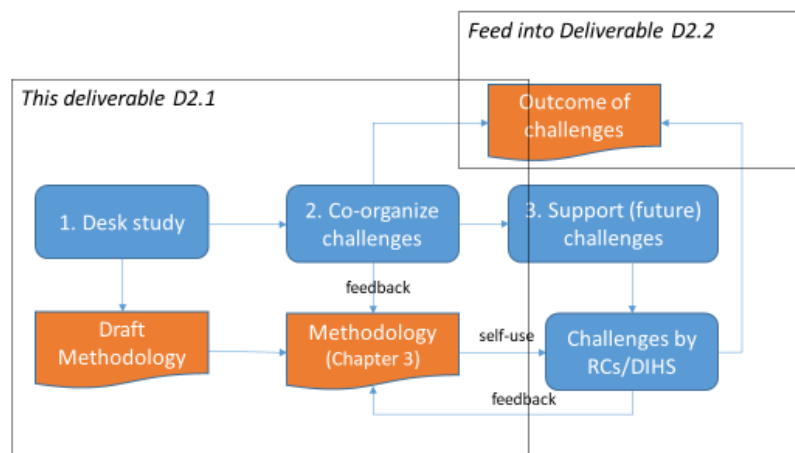 Feed into Deliverable D2.2
This deliverable D2.1
Outcome of
challenges
1. Desk study
2. Co-organize
challenges
3. Support (future)
challenges
feedback
Draft
Methodology
Methodology
(Chapter 3)
self-use
Challenges by
RCs/DIHS
feedback